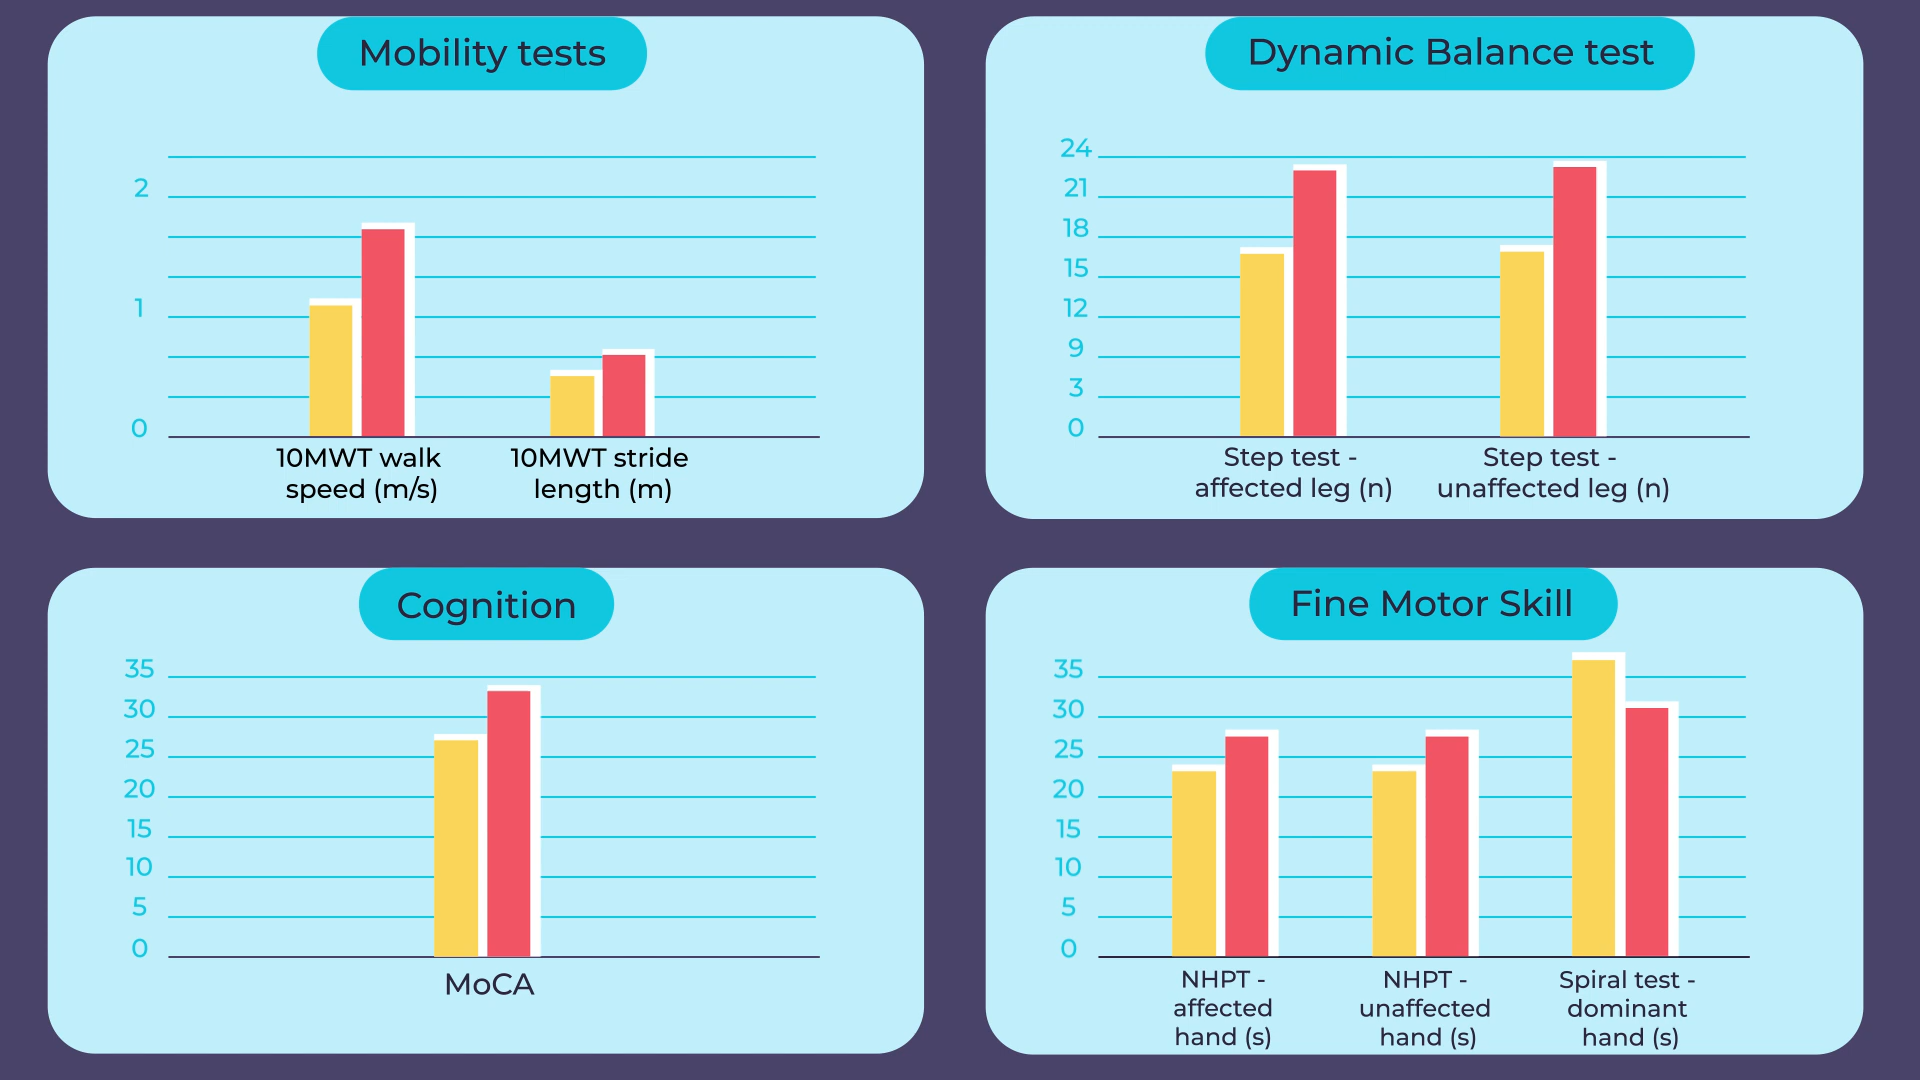 Mobility tests
2
1
0
10MWT walk
speed (m/s)
10MWT stride
length (m)
Dynamic Balance test
24
21
18
15
12
9
3
0
Step test -
affected leg (n)
Step test -
unaffected leg (n)
Cognition
35
30
25
20
15
10
5
0
MoCA
Fine Motor Skill
35
30
25
20
15
10
5
0
NHPT -
affected
hand (s)
NHPT -
unaffected
hand (s)
Spiral test -
dominant
hand (s)